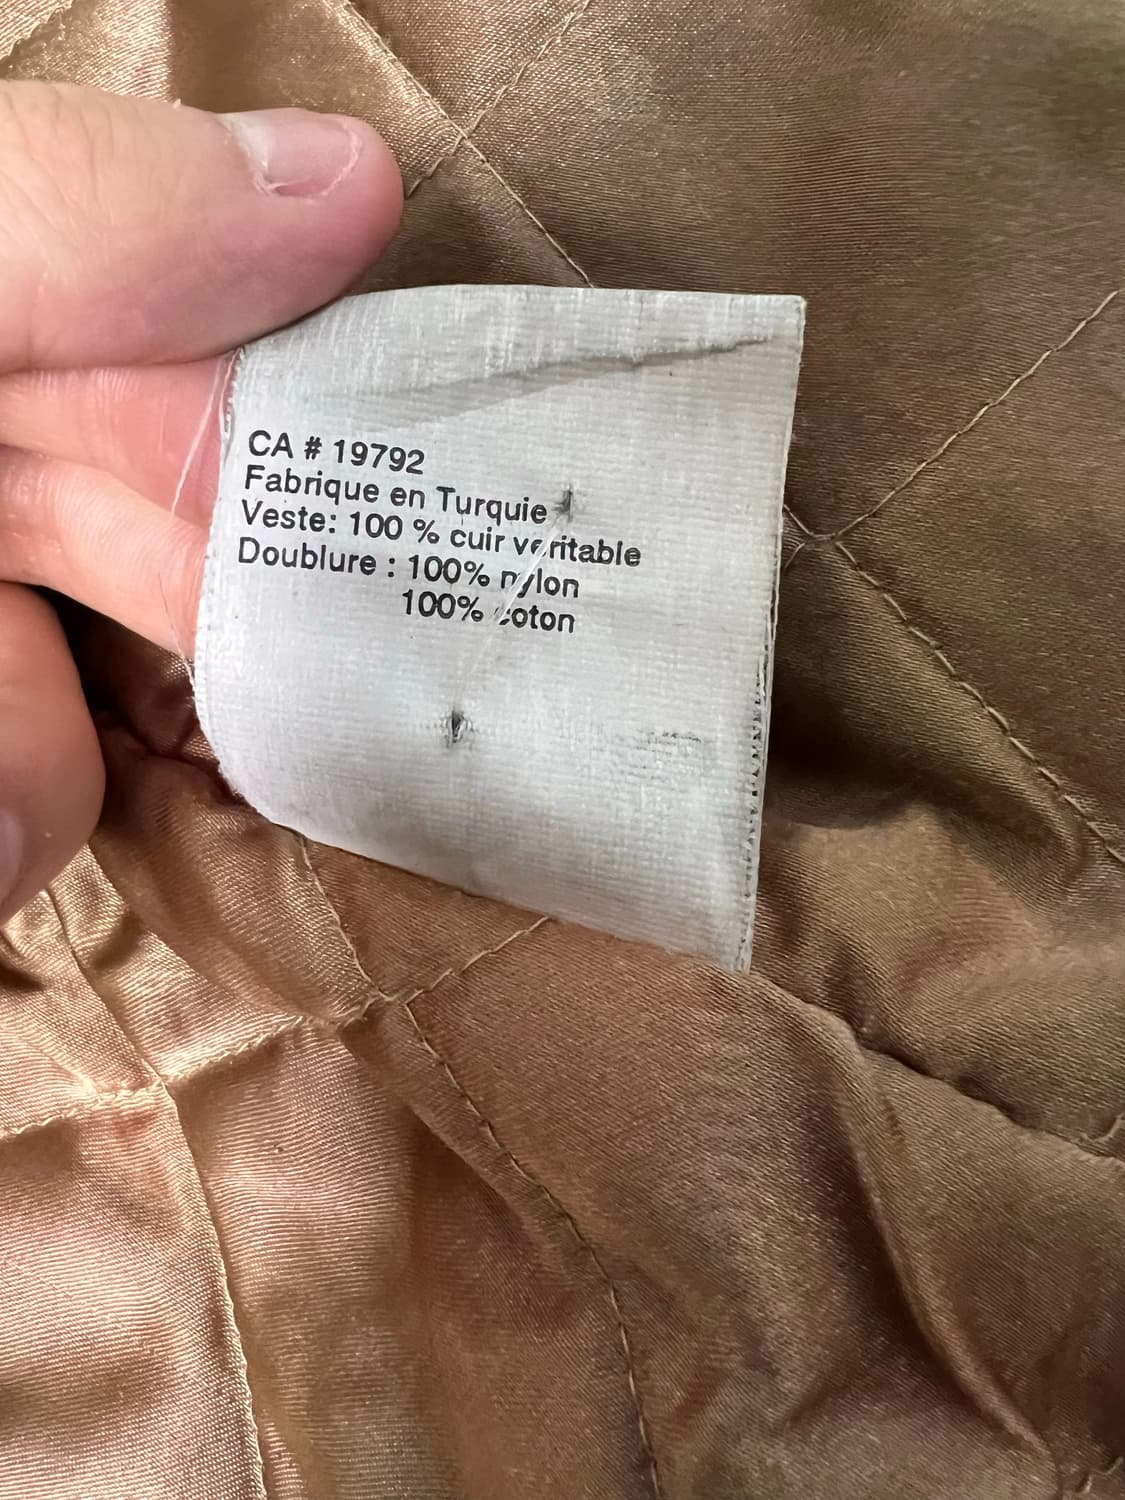 CA # 19792
Fabrique en Turquie
Veste: 100 % cuir veritable
Doublure : 100% nylon
100% coton